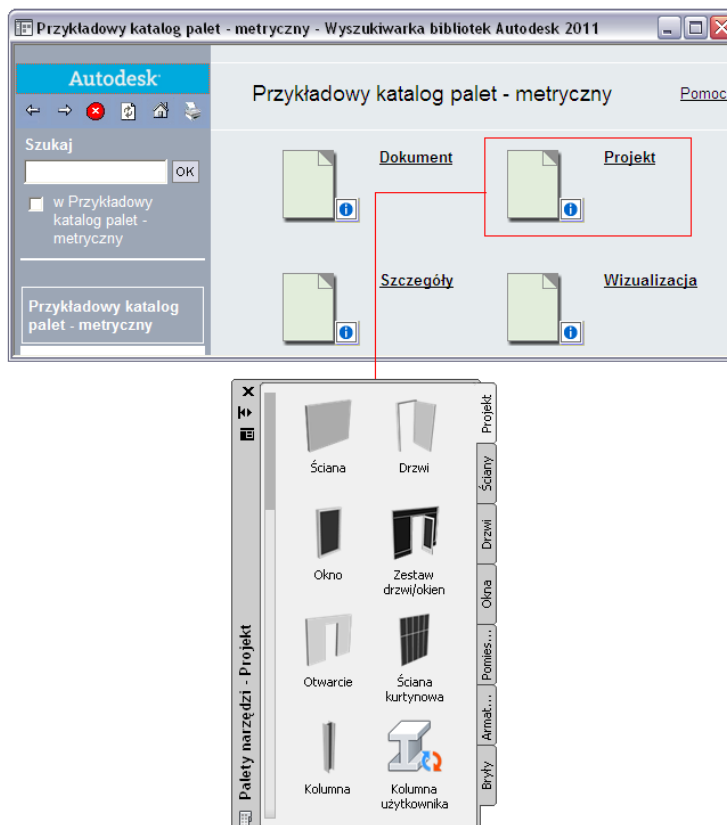 Przykładowy katalog palet - metryczny - Wyszukiwarka bibliotek Autodesk 2011
Autodesk
Szukaj
OK
w Przykładowy
katalog palet -
metryczny
Przykładowy katalog
palet - metryczny
Przykładowy katalog palet - metryczny
Pomoc
Dokument
Projekt
Szczegóły
Wizualizacja
Palety narzędzi - Projekt
Ściana
Drzwi
Okno
Zestaw
drzwi/okien
Otwarcie
Ściana
kurtynowa
Kolumna
Kolumna
użytkownika
Projekt
Ściany
Drzwi
Okna
Pomies...
Armat...
Bryły